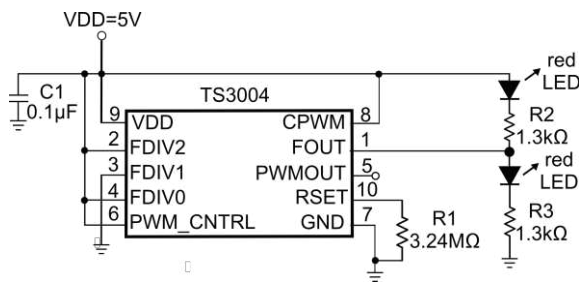 VDD=5V
C1
0.1µF
TS3004
9 VDD
2 FDIV2
3 FDIV1
4 FDIV0
6 PWM_CNTRL
CPWM 8
FOUT 1
PWMOUT 5
RSET 10
GND 7
R1
3.24MΩ
red
LED
R2
1.3kΩ
red
LED
R3
1.3kΩ